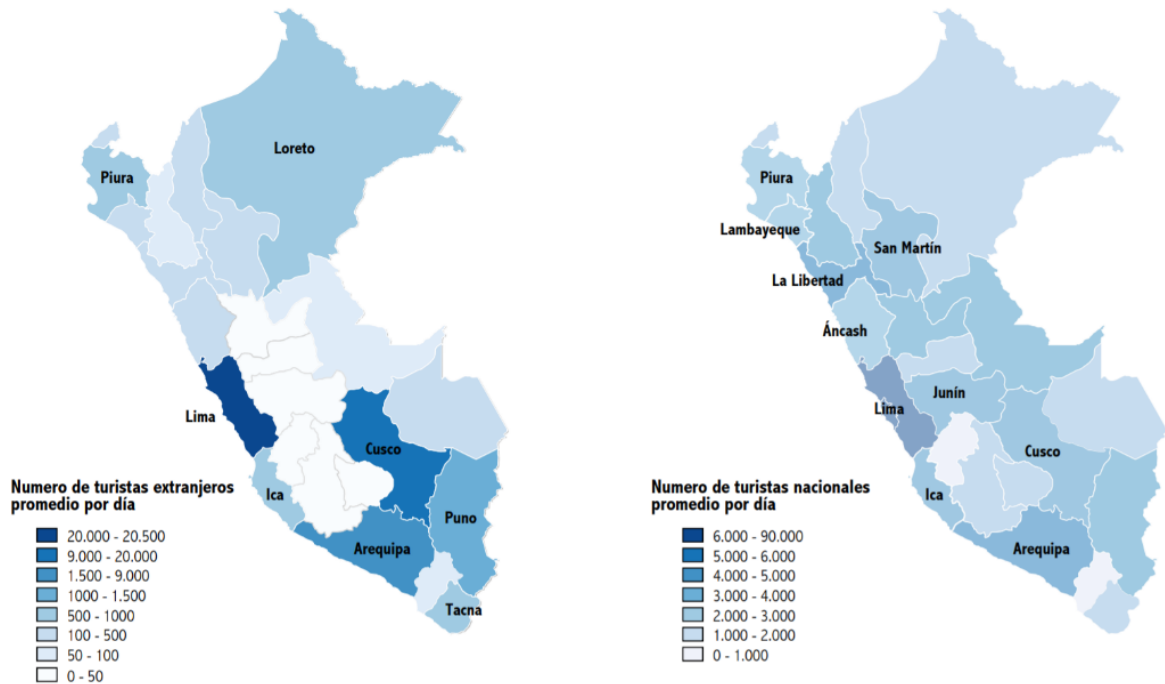 Loreto
Piura
Lima
Cusco
Ica
Puno
Arequipa
Tacna
Numero de turistas extranjeros
promedio por día
20.000 - 20.500
9.000 - 20.000
1.500 - 9.000
1000 - 1.500
500 - 1000
100 - 500
50 - 100
0 - 50
Piura
Lambayeque
San Martín
La Libertad
Áncash
Junín
Lima
Cusco
Ica
Arequipa
Numero de turistas nacionales
promedio por día
6.000 - 90.000
5.000 - 6.000
4.000 - 5.000
3.000 - 4.000
2.000 - 3.000
1.000 - 2.000
0 - 1.000